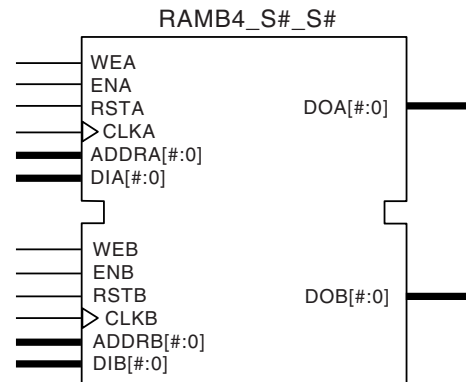 RAMB4_S#_S#
WEA
ENA
RSTA
CLKA
ADDRA[#:0]
DIA[#:0]
DOA[#:0]
WEB
ENB
RSTB
CLKB
ADDRB[#:0]
DIB[#:0]
DOB[#:0]